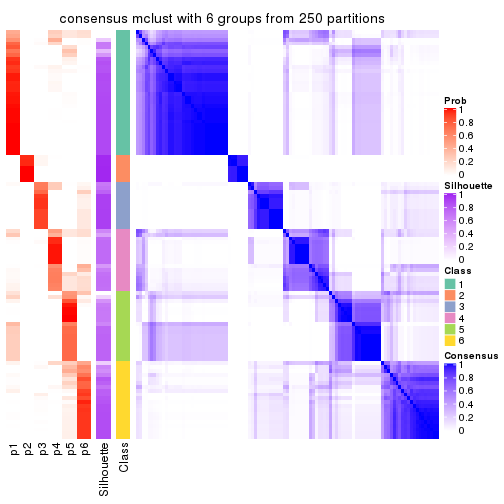 consensus mclust with 6 groups from 250 partitions
Prob
1
0.8
0.6
0.4
0.2
0
Silhouette
1
0.8
0.6
0.4
0.2
0
Class
1
2
3
4
5
6
Consensus
1
0.8
0.6
0.4
0.2
0
p1
p2
p3
p4
p5
p6
Silhouette
Class